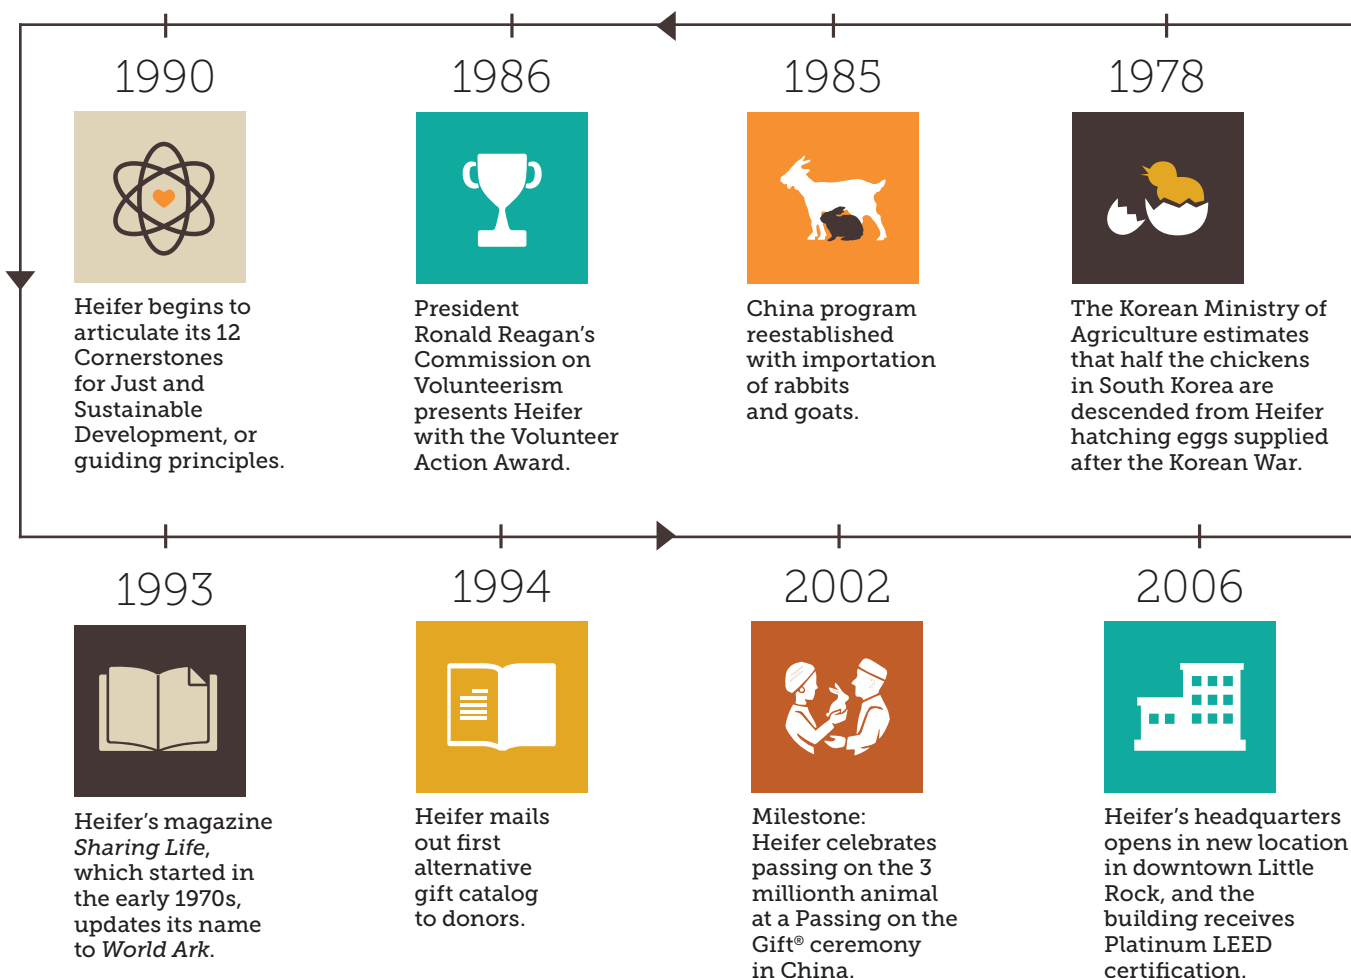 1990
Heifer begins to
articulate its 12
Cornerstones
for Just and
Sustainable
Development, or
guiding principles.
1986
President
Ronald Reagan’s
Commission on
Volunteerism
presents Heifer
with the Volunteer
Action Award.
1985
China program
reestablished
with importation
of rabbits
and goats.
1978
The Korean Ministry of
Agriculture estimates
that half the chickens
in South Korea are
descended from Heifer
hatching eggs supplied
after the Korean War.
1993
Heifer’s magazine
Sharing Life,
which started in
the early 1970s,
updates its name
to World Ark.
1994
Heifer mails
out first
alternative
gift catalog
to donors.
2002
Milestone:
Heifer celebrates
passing on the 3
millionth animal
at a Passing on the
Gift® ceremony
in China.
2006
Heifer’s headquarters
opens in new location
in downtown Little
Rock, and the
building receives
Platinum LEED
certification.